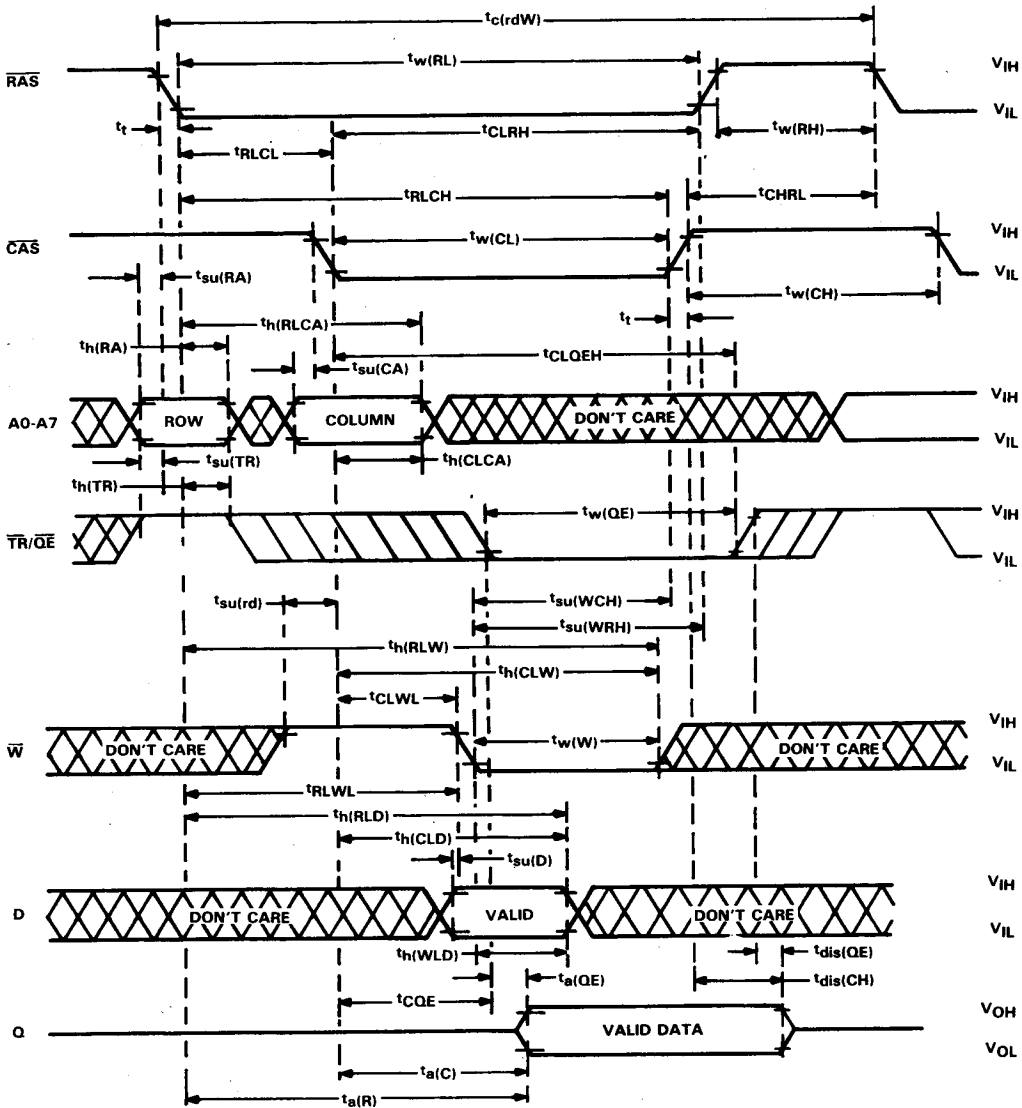 tc(rdW)
tw(RL)
RAS
VIH
VIL
tt
tCLRH
tw(RH)
tRLCL
tRLCH
tCHRL
CAS
tw(CL)
VIH
VIL
tsu(RA)
tw(CH)
th(RLCA)
tt
th(RA)
tsu(CA)
tCLQEH
A0-A7
ROW
COLUMN
DON'T CARE
VIH
VIL
tsu(TR)
th(CLCA)
th(TR)
TR/QE
tw(QE)
VIH
VIL
tsu(rd)
tsu(WCH)
tsu(WRH)
th(RLW)
th(CLW)
tCLWL
W
DON'T CARE
tw(W)
DON'T CARE
VIH
VIL
tRLWL
th(RLD)
th(CLD)
tsu(D)
D
DON'T CARE
VALID
DON'T CARE
VIH
VIL
th(WLD)
ta(QE)
tdis(QE)
tCQE
tdis(CH)
Q
VALID DATA
VOH
VOL
ta(C)
ta(R)